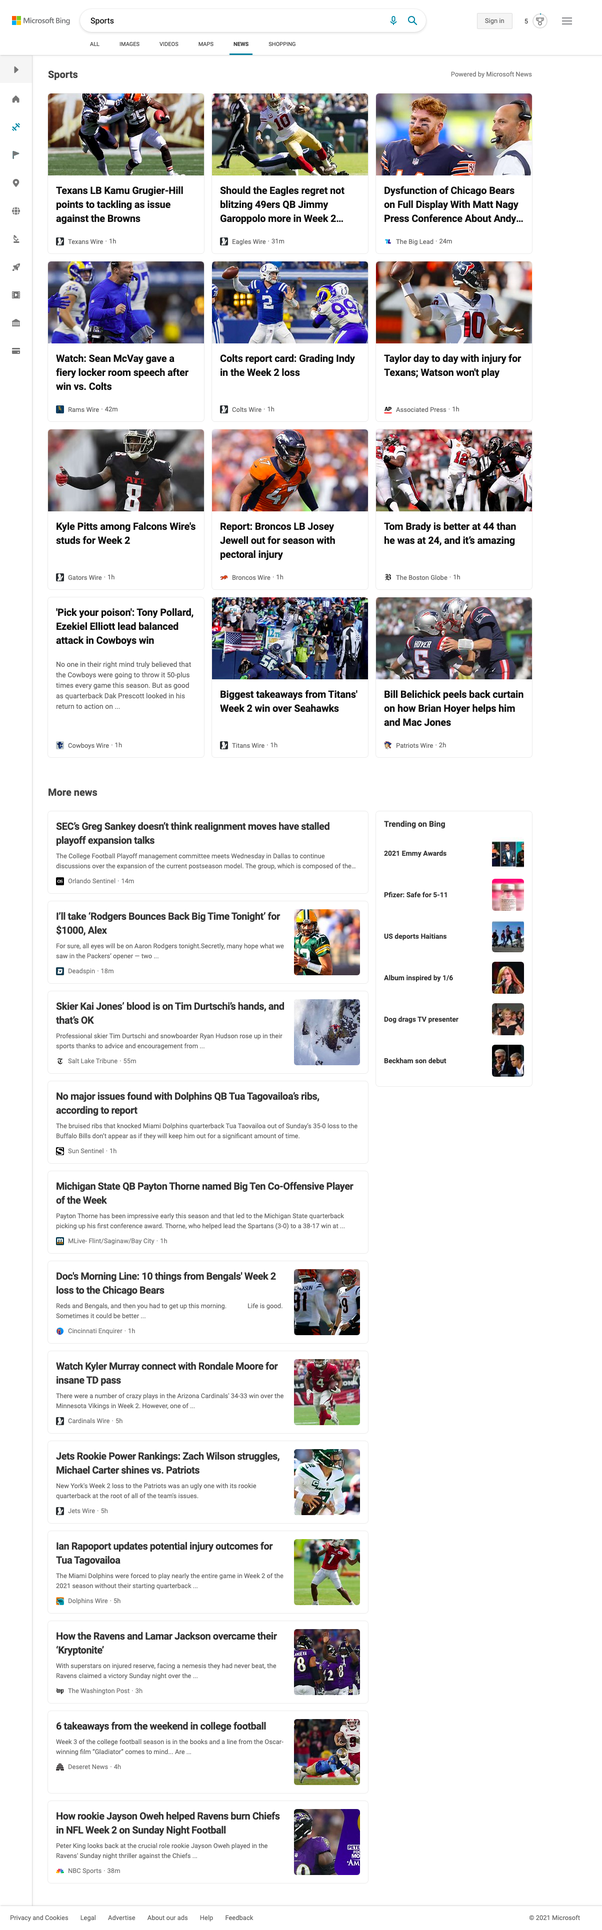 Microsoft Bing
Sports
Sign in
5
ALL IMAGES VIDEOS MAPS NEWS SHOPPING
Sports
Powered by Microsoft News
Texans LB Kamu Grugier-Hill
points to tackling as issue
against the Browns
Texans Wire · 1h
Should the Eagles regret not
blitzing 49ers QB Jimmy
Garoppolo more in Week 2...
Eagles Wire · 31m
Dysfunction of Chicago Bears
on Full Display With Matt Nagy
Press Conference About Andy...
The Big Lead · 24m
Watch: Sean McVay gave a
fiery locker room speech after
win vs. Colts
Rams Wire · 42m
Colts report card: Grading Indy
in the Week 2 loss
Colts Wire · 1h
Taylor day to day with injury for
Texans; Watson won't play
AP Associated Press · 1h
Kyle Pitts among Falcons Wire's
studs for Week 2
Gators Wire · 1h
Report: Broncos LB Josey
Jewell out for season with
pectoral injury
Broncos Wire · 1h
Tom Brady is better at 44 than
he was at 24, and it's amazing
The Boston Globe · 1h
'Pick your poison': Tony Pollard,
Ezekiel Elliott lead balanced
attack in Cowboys win
No one in their right mind truly believed that
the Cowboys were going to throw it 50-plus
times every game this season. But as good
as quarterback Dak Prescott looked in his
return to action on ...
Cowboys Wire · 1h
Biggest takeaways from Titans'
Week 2 win over Seahawks
Titans Wire · 1h
Bill Belichick peels back curtain
on how Brian Hoyer helps him
and Mac Jones
Patriots Wire · 2h
More news
SEC's Greg Sankey doesn't think realignment moves have stalled
playoff expansion talks
The College Football Playoff management committee meets Wednesday in Dallas to continue
discussions over the expansion of the current postseason model. The group, which is composed of the...
Orlando Sentinel · 14m
I'll take 'Rodgers Bounces Back Big Time Tonight' for
$1000, Alex
For sure, all eyes will be on Aaron Rodgers tonight.Secretly, many hope what we
saw in the Packers' opener — two ...
Deadspin · 18m
Skier Kai Jones' blood is on Tim Durtschi's hands, and
that's OK
Professional skier Tim Durtschi and snowboarder Ryan Hudson rose up in their
sports thanks to advice and encouragement from ...
Salt Lake Tribune · 55m
No major issues found with Dolphins QB Tua Tagovailoa's ribs,
according to report
The bruised ribs that knocked Miami Dolphins quarterback Tua Taovailoa out of Sunday's 35-0 loss to the
Buffalo Bills don't appear as if they will keep him out for a significant amount of time.
Sun Sentinel · 1h
Michigan State QB Payton Thorne named Big Ten Co-Offensive Player
of the Week
Payton Thorne has been impressive early this season and that led to the Michigan State quarterback
picking up his first conference award. Thorne, who helped lead the Spartans (3-0) to a 38-17 win at ...
MLive- Flint/Saginaw/Bay City · 1h
Doc's Morning Line: 10 things from Bengals' Week 2
loss to the Chicago Bears
Reds and Bengals, and then you had to get up this morning. Life is good.
Sometimes it could be better ...
Cincinnati Enquirer · 1h
Watch Kyler Murray connect with Rondale Moore for
insane TD pass
There were a number of crazy plays in the Arizona Cardinals' 34-33 win over the
Minnesota Vikings in Week 2. However, one of ...
Cardinals Wire · 5h
Jets Rookie Power Rankings: Zach Wilson struggles,
Michael Carter shines vs. Patriots
New York's Week 2 loss to the Patriots was an ugly one with its rookie
quarterback at the root of all of the team's issues.
Jets Wire · 5h
Ian Rapoport updates potential injury outcomes for
Tua Tagovailoa
The Miami Dolphins were forced to play nearly the entire game in Week 2 of the
2021 season without their starting quarterback ...
Dolphins Wire · 5h
How the Ravens and Lamar Jackson overcame their
'Kryptonite'
With superstars on injured reserve, facing a nemesis they had never beat, the
Ravens claimed a victory Sunday night over the ...
wp The Washington Post · 3h
6 takeaways from the weekend in college football
Week 3 of the college football season is in the books and a line from the Oscar-
winning film "Gladiator" comes to mind... Are ...
Deseret News · 4h
How rookie Jayson Oweh helped Ravens burn Chiefs
in NFL Week 2 on Sunday Night Football
Peter King looks back at the crucial role rookie Jayson Oweh played in the
Ravens' Sunday night thriller against the Chiefs ...
NBC Sports · 38m
Trending on Bing
2021 Emmy Awards
Pfizer: Safe for 5-11
US deports Haitians
Album inspired by 1/6
Dog drags TV presenter
Beckham son debut
Privacy and Cookies Legal Advertise About our ads Help Feedback
© 2021 Microsoft